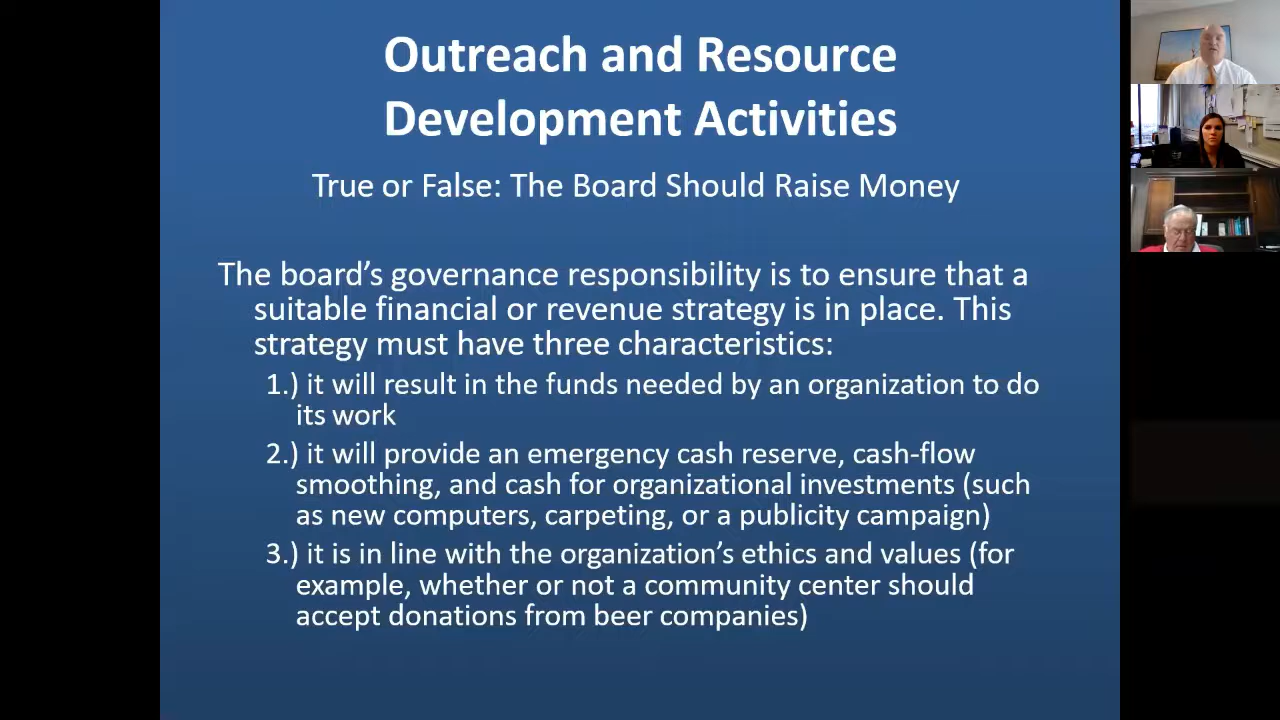 Outreach and Resource
Development Activities
True or False: The Board Should Raise Money
The board’s governance responsibility is to ensure that a
suitable financial or revenue strategy is in place. This
strategy must have three characteristics:
1.) it will result in the funds needed by an organization to do
its work
2.) it will provide an emergency cash reserve, cash-flow
smoothing, and cash for organizational investments (such
as new computers, carpeting, or a publicity campaign)
3.) it is in line with the organization’s ethics and values (for
example, whether or not a community center should
accept donations from beer companies)